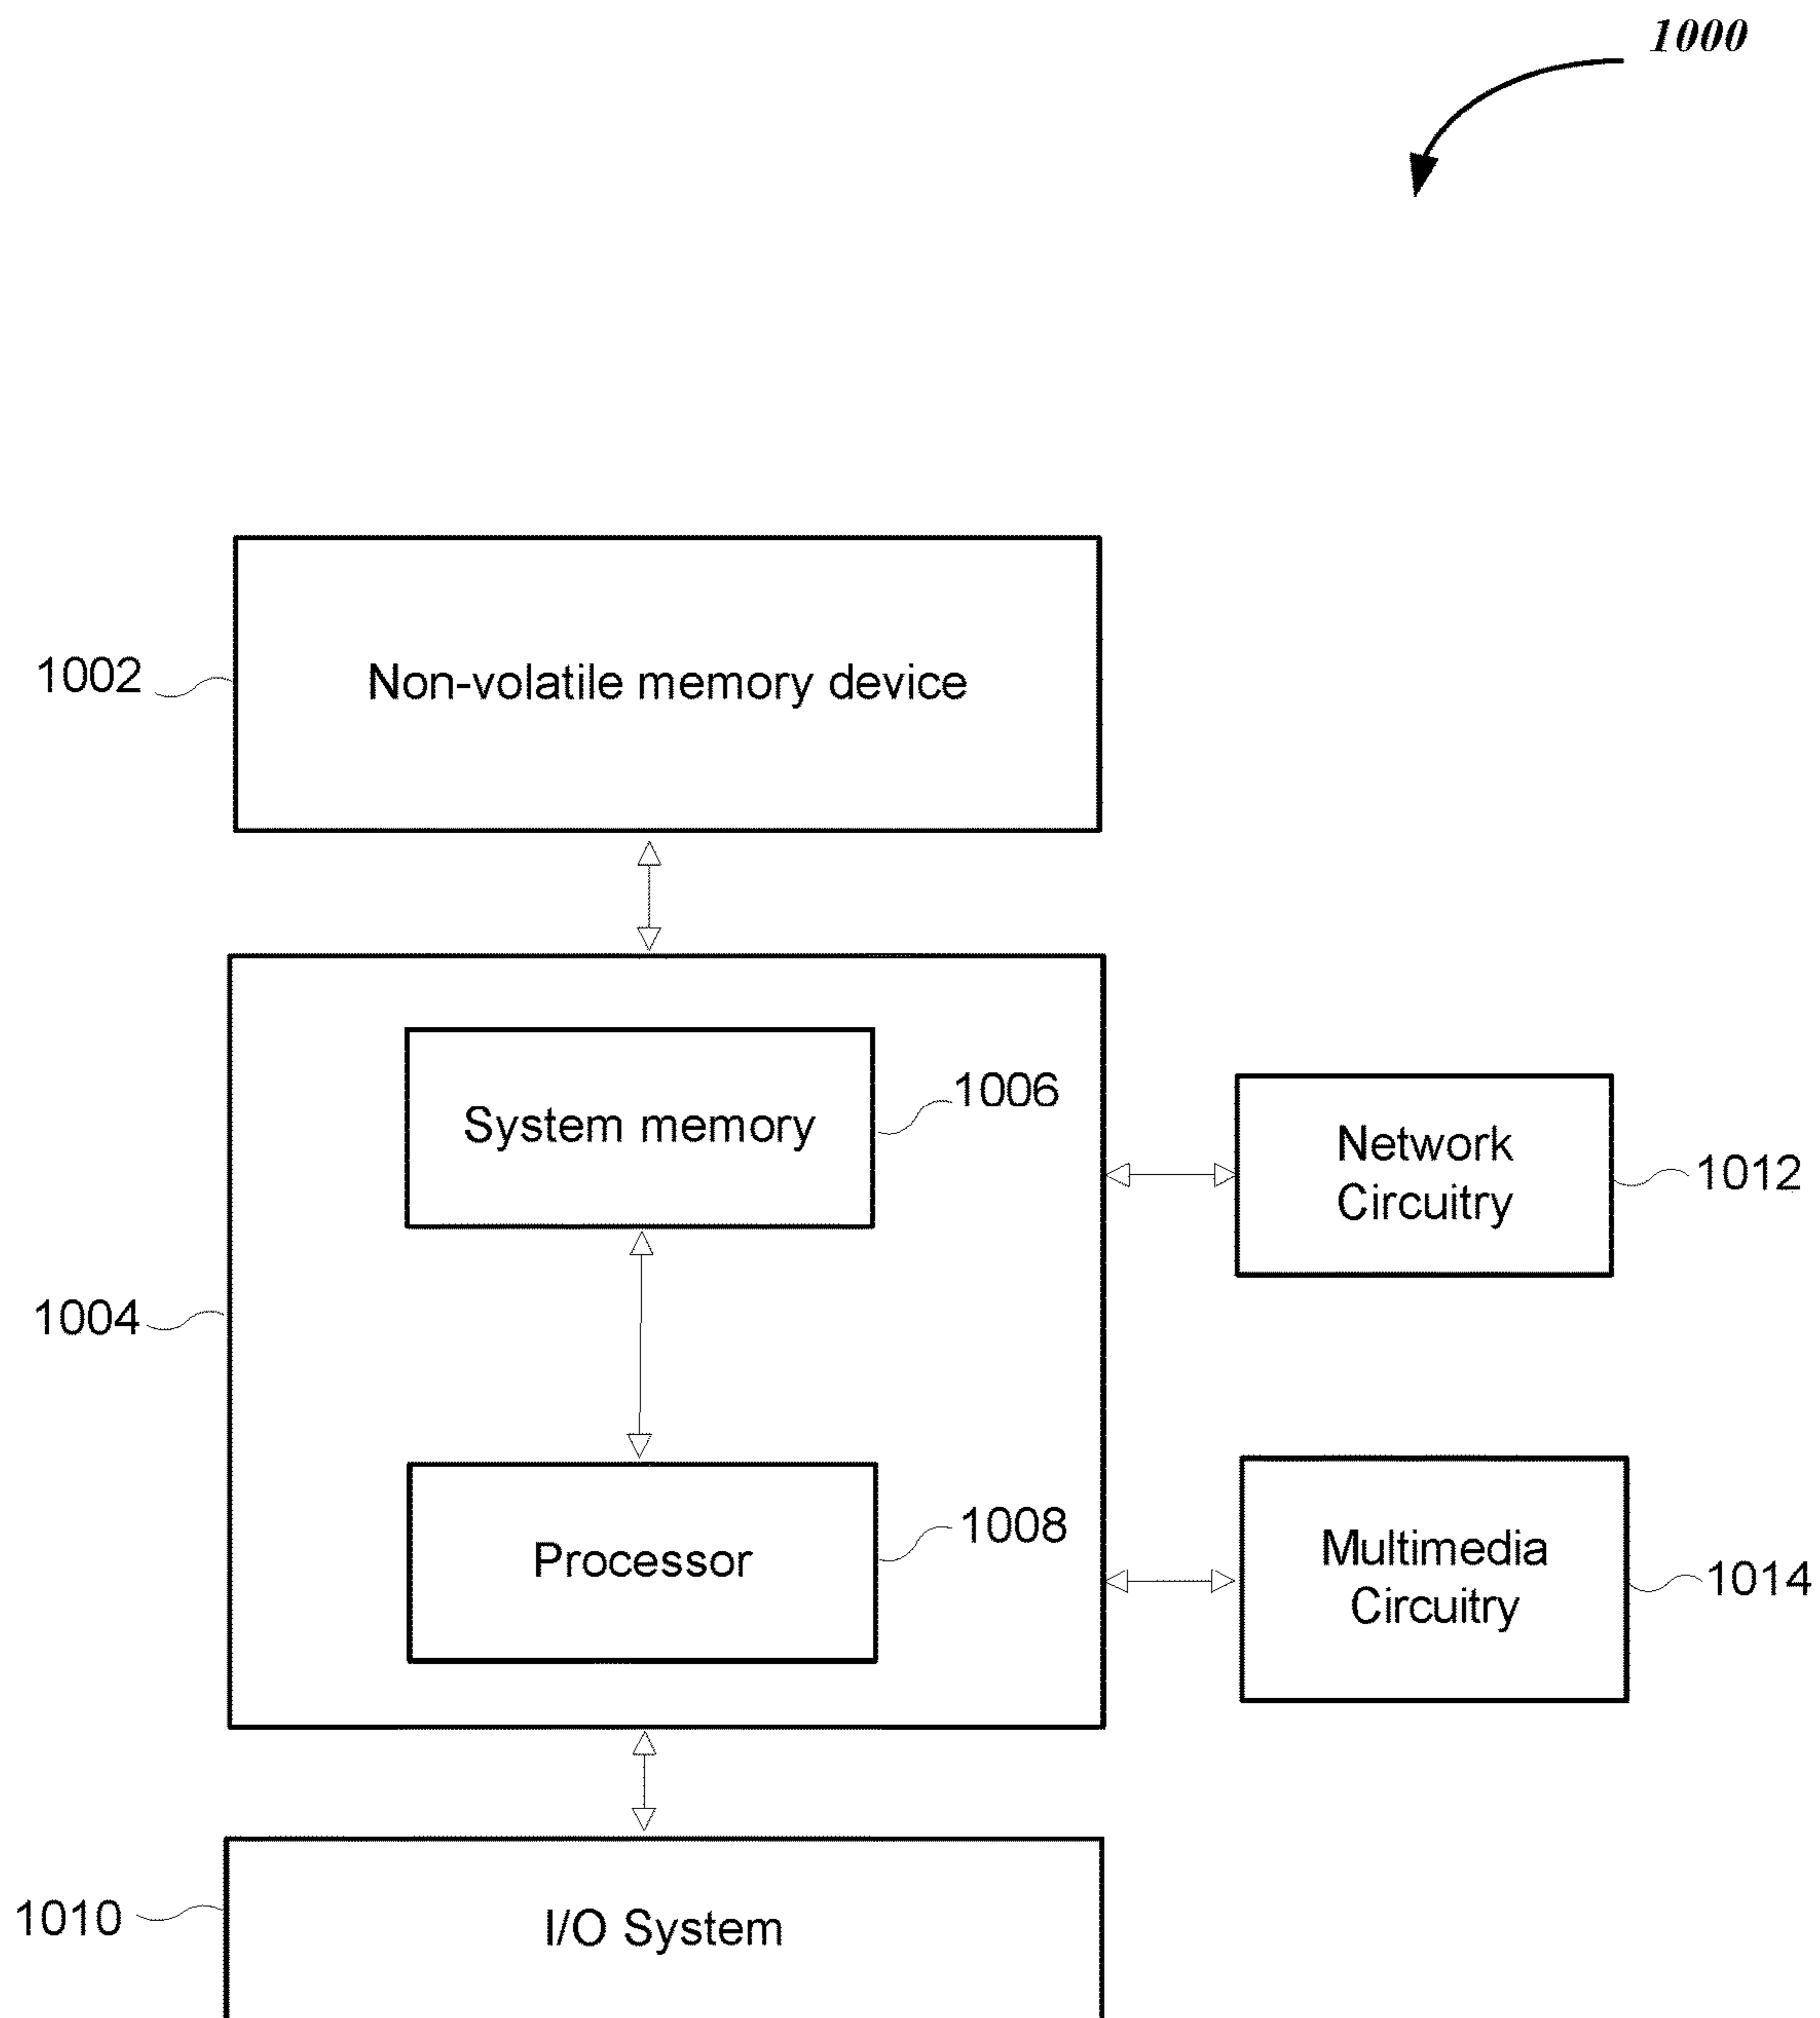 1000
1002
Non-volatile memory device
System memory
1006
Network
Circuitry
1012
1004
Processor
1008
Multimedia
Circuitry
1014
1010
I/O System